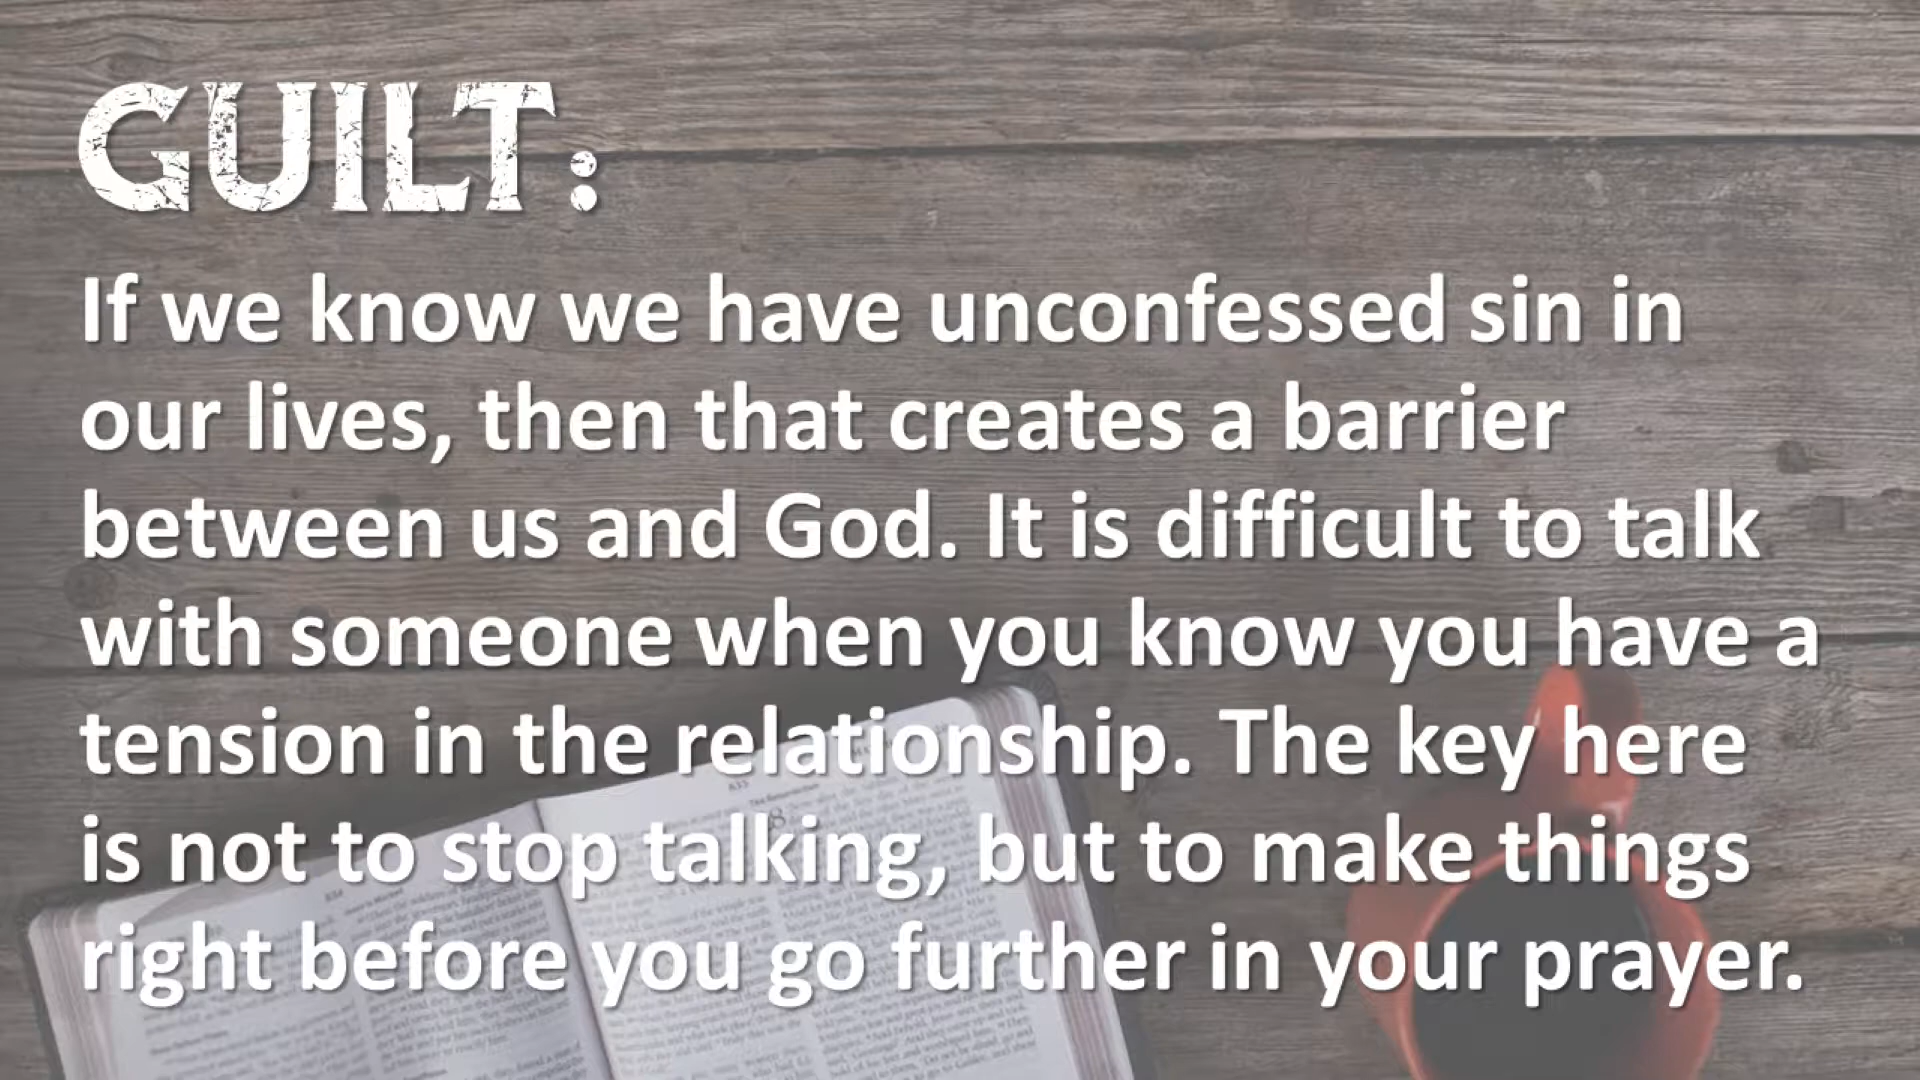 GUILT:
If we know we have unconfessed sin in
our lives, then that creates a barrier
between us and God. It is difficult to talk
with someone when you know you have a
tension in the relationship. The key here
is not to stop talking, but to make things
right before you go further in your prayer.